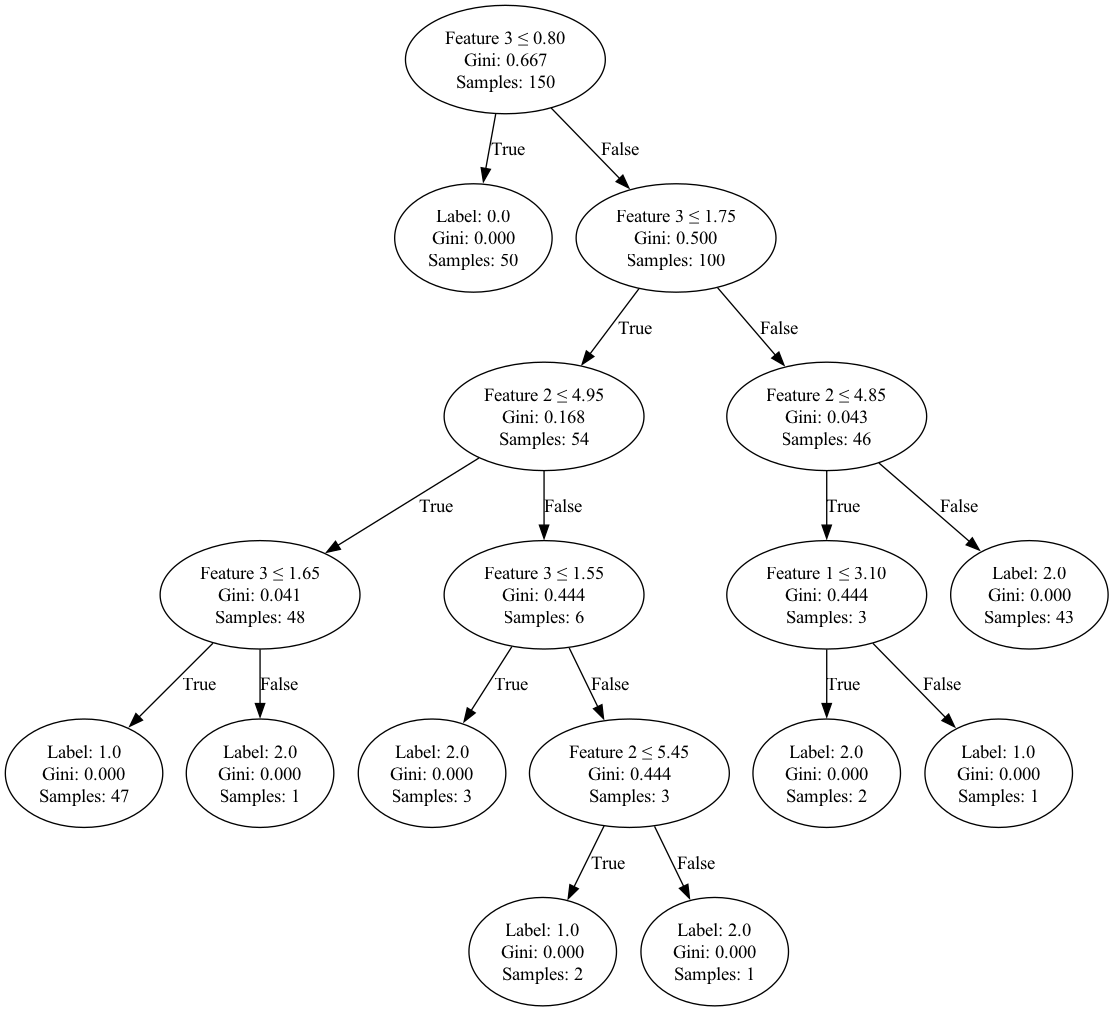 Feature 3 ≤ 0.80
Gini: 0.667
Samples: 150
True
False
Label: 0.0
Gini: 0.000
Samples: 50
Feature 3 ≤ 1.75
Gini: 0.500
Samples: 100
True
False
Feature 2 ≤ 4.95
Gini: 0.168
Samples: 54
Feature 2 ≤ 4.85
Gini: 0.043
Samples: 46
True
False
True
False
Feature 3 ≤ 1.65
Gini: 0.041
Samples: 48
Feature 3 ≤ 1.55
Gini: 0.444
Samples: 6
Feature 1 ≤ 3.10
Gini: 0.444
Samples: 3
Label: 2.0
Gini: 0.000
Samples: 43
True
False
True
False
True
False
Label: 1.0
Gini: 0.000
Samples: 47
Label: 2.0
Gini: 0.000
Samples: 1
Label: 2.0
Gini: 0.000
Samples: 3
Feature 2 ≤ 5.45
Gini: 0.444
Samples: 3
Label: 2.0
Gini: 0.000
Samples: 2
Label: 1.0
Gini: 0.000
Samples: 1
True
False
Label: 1.0
Gini: 0.000
Samples: 2
Label: 2.0
Gini: 0.000
Samples: 1